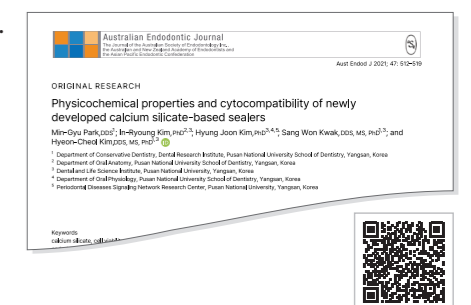 Australian Endodontic Journal
The Journal of the Australian Society of Endodontology Inc.,
the Australian and New Zealand Academy of Endodontists and
the Asian Pacific Endodontic Confederation
Aust Endod J 2021; 47: 512–519
ORIGINAL RESEARCH
Physicochemical properties and cytocompatibility of newly
developed calcium silicate-based sealers
Min-Gyu Park,DDS¹; In-Ryoung Kim,PhD²,³; Hyung Joon Kim,PhD³,⁴,⁵; Sang Won Kwak,DDS, MS, PhD¹,³; and
Hyeon-Cheol Kim,DDS, MS, PhD¹,³ iD
1 Department of Conservative Dentistry, Dental Research Institute, Pusan National University School of Dentistry, Yangsan, Korea
2 Department of Oral Anatomy, Pusan National University School of Dentistry, Yangsan, Korea
3 Dental and Life Science Institute, Pusan National University, Yangsan, Korea
4 Department of Oral Physiology, Pusan National University School of Dentistry, Yangsan, Korea
5 Periodontal Diseases Signaling Network Research Center, Pusan National University, Yangsan, Korea
Keywords
calcium silicate,